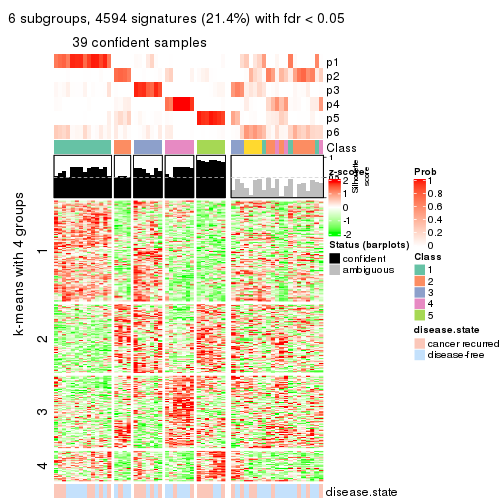 6 subgroups, 4594 signatures (21.4%) with fdr < 0.05
39 confident samples
p1
p2
p3
p4
p5
p6
Class
1
0.5
0
Silhouette
score
z-score
2
1
0
-1
-2
Status (barplots)
confident
ambiguous
Prob
1
0.8
0.6
0.4
0.2
0
Class
1
2
3
4
5
disease.state
cancer recurred
disease-free
k-means with 4 groups
1
2
3
4
disease.state